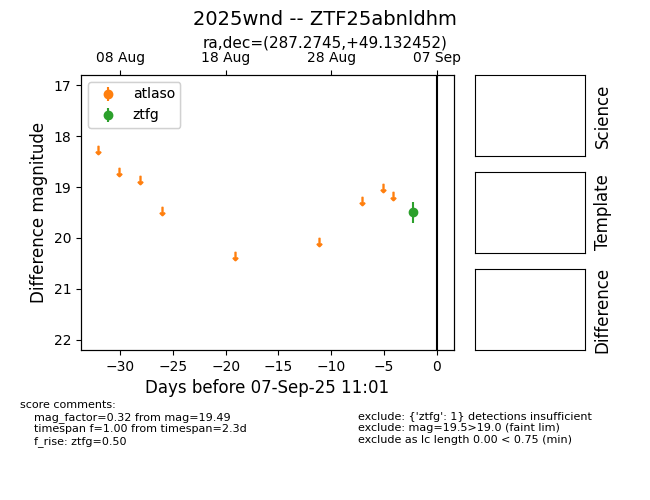 2025wnd -- ZTF25abnldhm
ra,dec=(287.2745,+49.132452)
08 Aug 18 Aug 28 Aug 07 Sep
atlaso
ztfg
17
18
19
20
21
22
Difference magnitude
−30 −25 −20 −15 −10 −5 0
Days before 07-Sep-25 11:01
Science
Template
Difference
score comments:
mag_factor=0.32 from mag=19.49
timespan f=1.00 from timespan=2.3d
f_rise: ztfg=0.50
exclude: {'ztfg': 1} detections insufficient
exclude: mag=19.5>19.0 (faint lim)
exclude as lc length 0.00 < 0.75 (min)